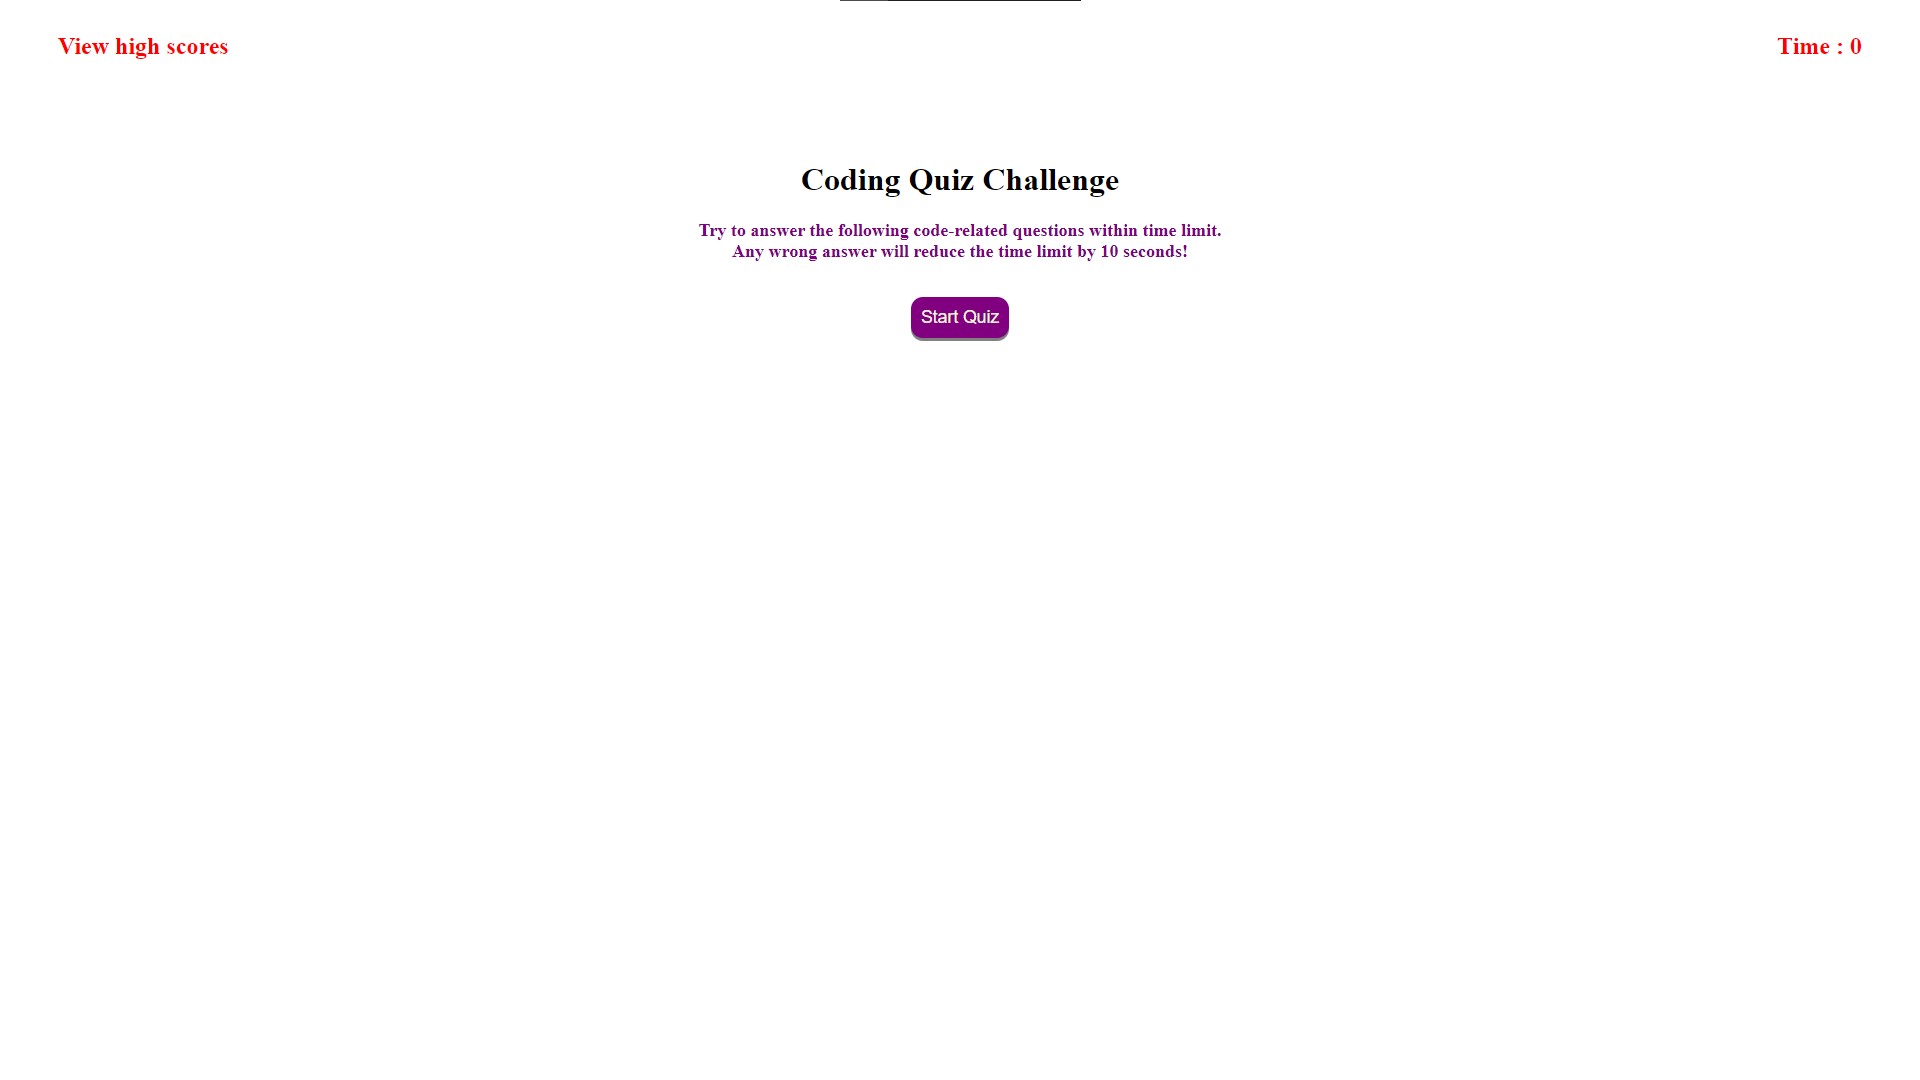 View high scores
Time : 0
Coding Quiz Challenge
Try to answer the following code-related questions within time limit.
Any wrong answer will reduce the time limit by 10 seconds!
Start Quiz